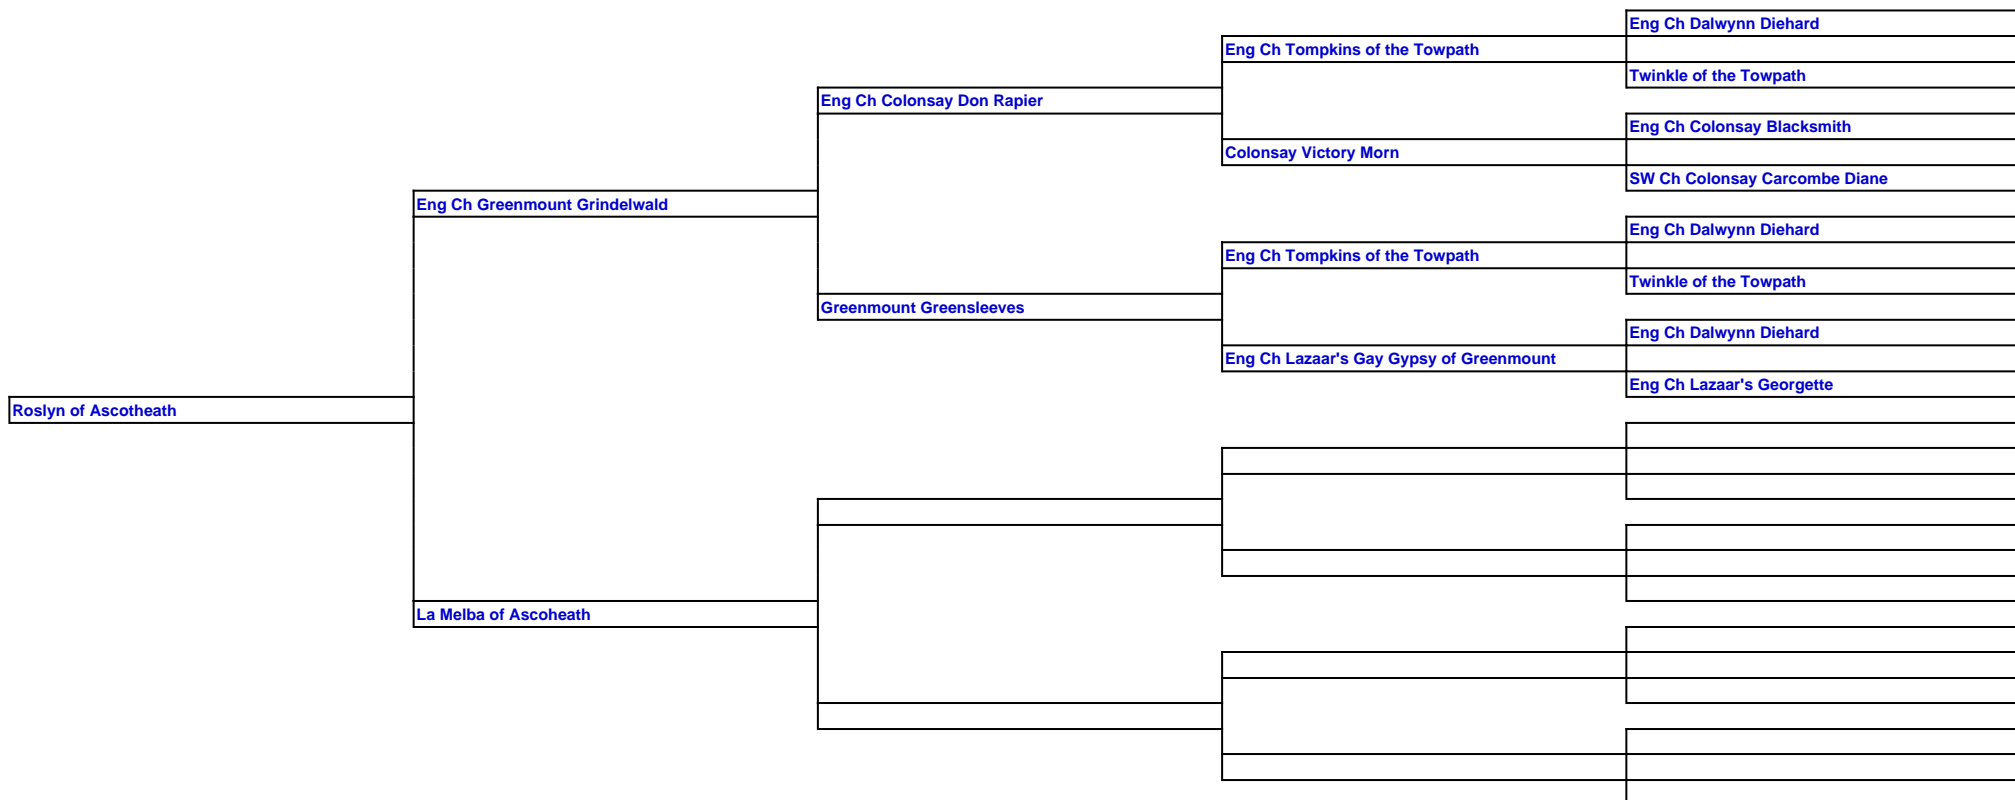 Eng Ch Dalwynn Diehard
Eng Ch Tompkins of the Towpath
Twinkle of the Towpath
Eng Ch Colonsay Don Rapier
Eng Ch Colonsay Blacksmith
Colonsay Victory Morn
SW Ch Colonsay Carcombe Diane
Eng Ch Greenmount Grindelwald
Eng Ch Dalwynn Diehard
Eng Ch Tompkins of the Towpath
Twinkle of the Towpath
Greenmount Greensleeves
Eng Ch Dalwynn Diehard
Eng Ch Lazaar's Gay Gypsy of Greenmount
Eng Ch Lazaar's Georgette
Roslyn of Ascotheath
La Melba of Ascoheath